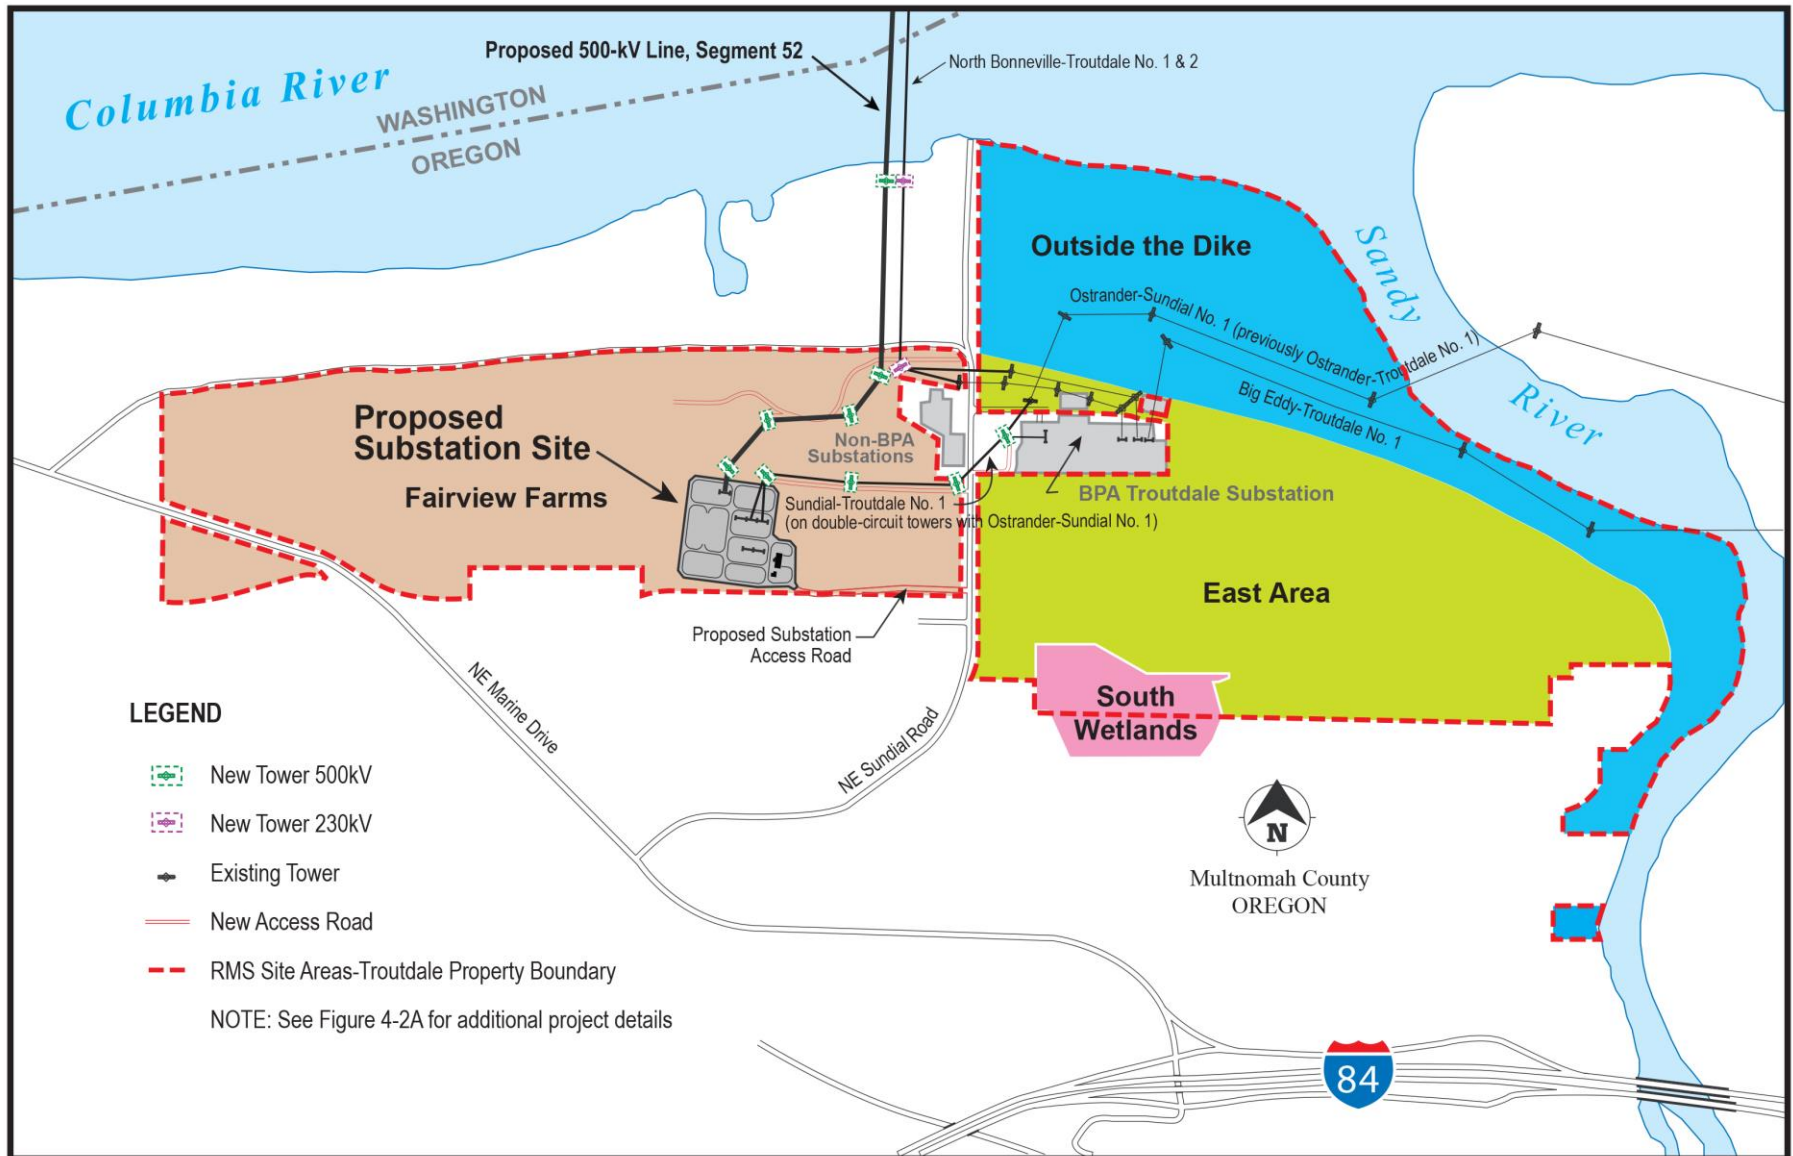 Proposed 500-kV Line, Segment 52
North Bonneville-Troutdale No. 1 & 2
Columbia River
WASHINGTON
OREGON
Outside the Dike
Sandy
River
Ostrander-Sundial No. 1 (previously Ostrander-Troutdale No. 1)
Big Eddy-Troutdale No. 1
Proposed
Substation Site
Fairview Farms
Non-BPA
Substations
BPA Troutdale Substation
Sundial-Troutdale No. 1
(on double-circuit towers with Ostrander-Sundial No. 1)
East Area
Proposed Substation
Access Road
South
Wetlands
NE Marine Drive
NE Sundial Road
LEGEND
New Tower 500kV
New Tower 230kV
Existing Tower
New Access Road
RMS Site Areas-Troutdale Property Boundary
NOTE: See Figure 4-2A for additional project details
N
Multnomah County
OREGON
84